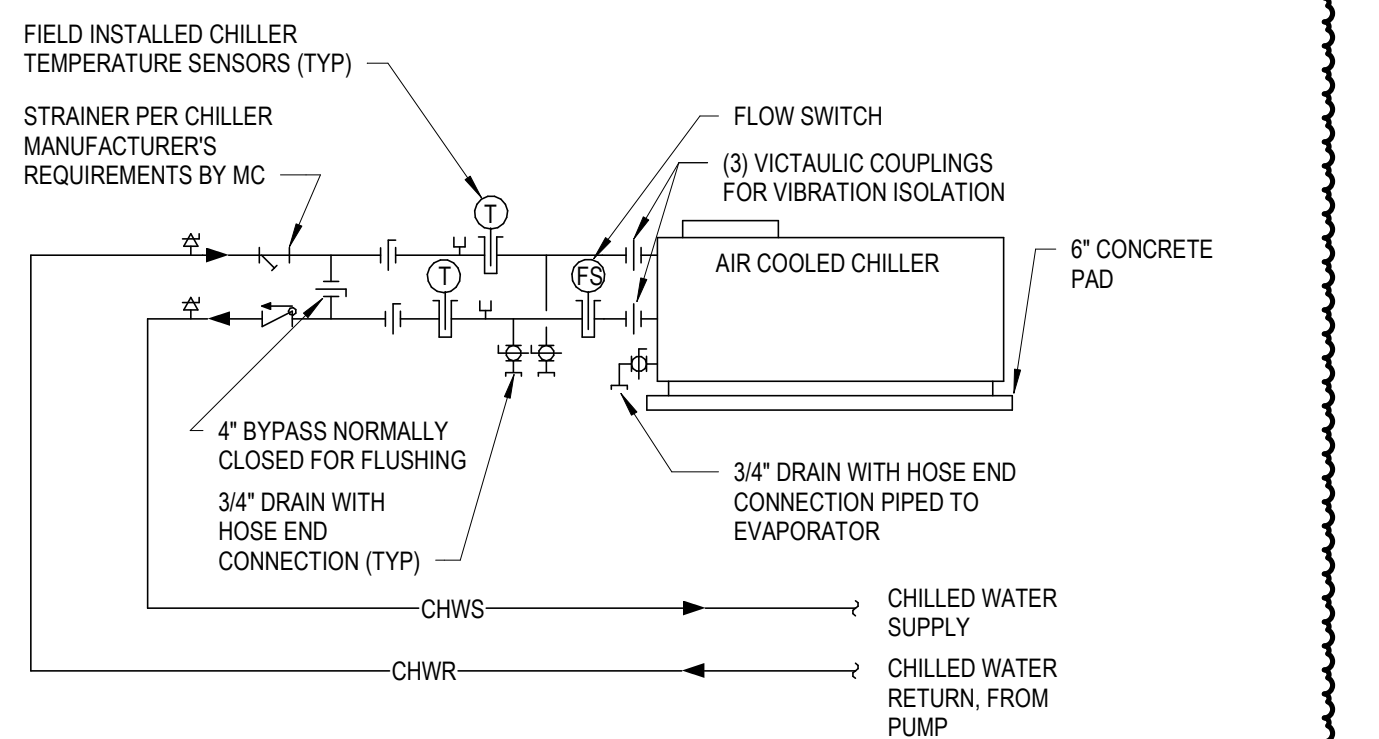 FIELD INSTALLED CHILLER
TEMPERATURE SENSORS (TYP)
STRAINER PER CHILLER
MANUFACTURER'S
REQUIREMENTS BY MC
FLOW SWITCH
(3) VICTAULIC COUPLINGS
FOR VIBRATION ISOLATION
T
T
FS
AIR COOLED CHILLER
6" CONCRETE
PAD
4" BYPASS NORMALLY
CLOSED FOR FLUSHING
3/4" DRAIN WITH
HOSE END
CONNECTION (TYP)
3/4" DRAIN WITH HOSE END
CONNECTION PIPED TO
EVAPORATOR
CHWS
CHILLED WATER
SUPPLY
CHWR
CHILLED WATER
RETURN, FROM
PUMP